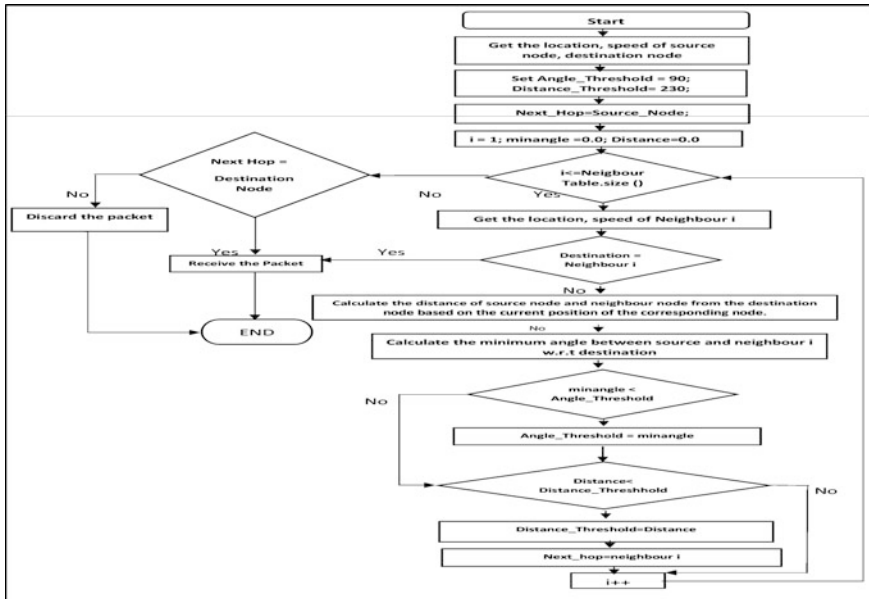 Start
Get the location, speed of source
node, destination node
Set Angle_Threshold = 90;
Distance_Threshold= 230;
Next_Hop=Source_Node;
i = 1; minangle =0.0; Distance=0.0
i<=Neigbour
Table.size ()
No
Yes
Next Hop =
Destination
Node
No
Discard the packet
Yes
Receive the Packet
END
Get the location, speed of Neighbour i
Destination =
Neighbour i
Yes
No
Calculate the distance of source node and neighbour node from the destination
node based on the current position of the corresponding node.
No
Calculate the minimum angle between source and neighbour i
w.r.t destination
minangle <
Angle_Threshold
No
Angle_Threshold = minangle
Distance<
Distance_Threshhold
No
Distance_Threshold=Distance
Next_hop=neighbour i
i++